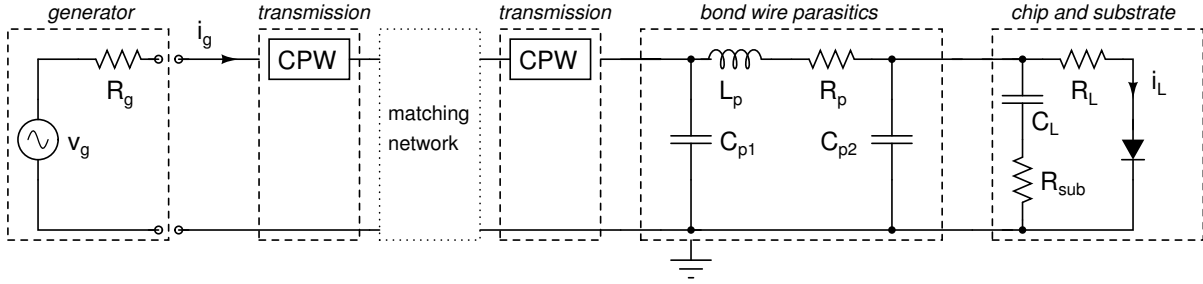 generator
transmission
transmission
bond wire parasitics
chip and substrate
i_g
CPW
CPW
R_g
L_p
R_p
R_L
i_L
matching
network
v_g
C_p1
C_p2
C_L
R_sub